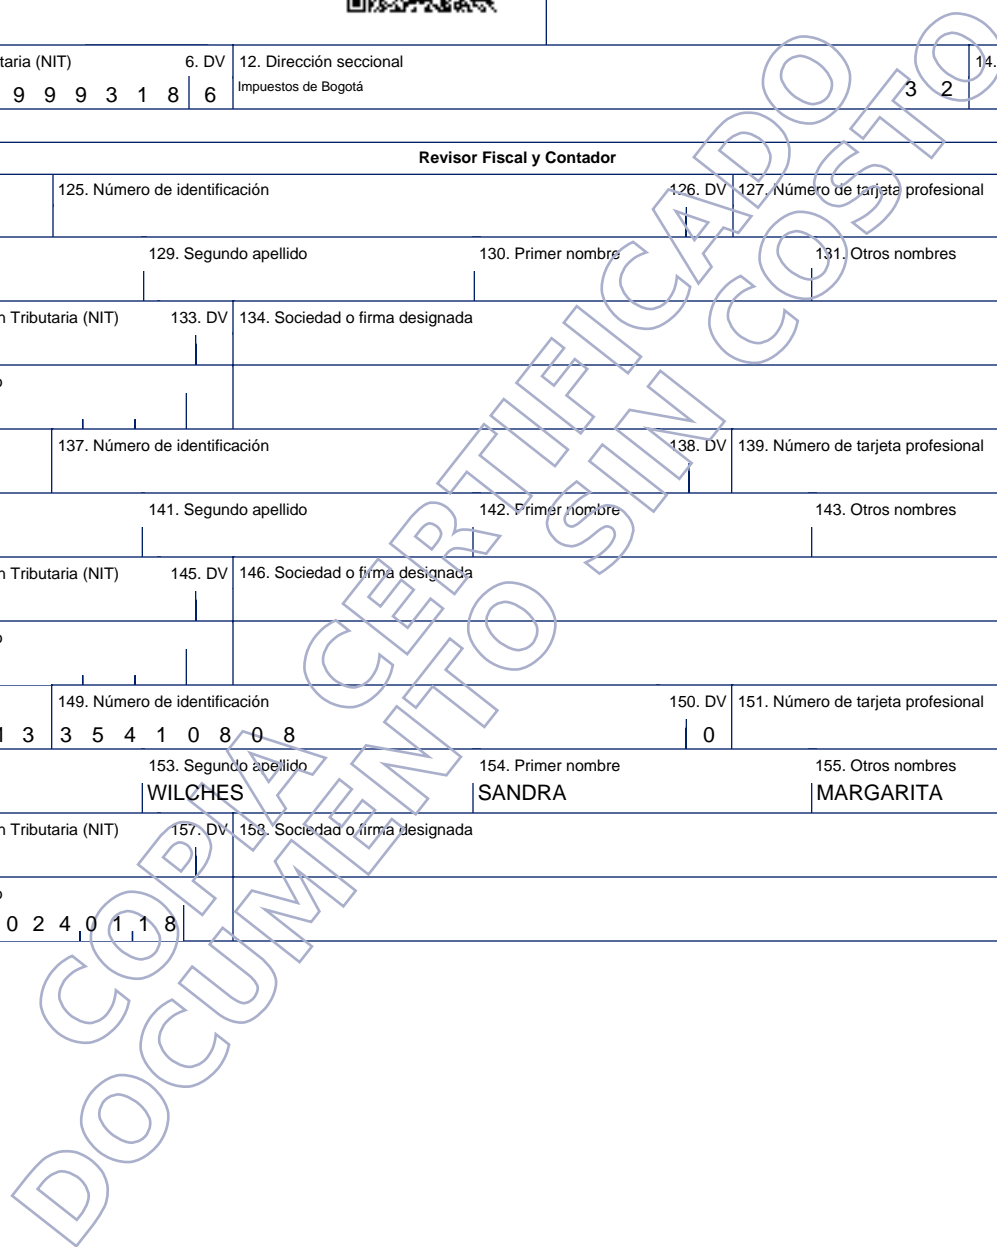 taria (NIT) 6. DV 12. Dirección seccional 14.
9 9 9 3 1 8 6 Impuestos de Bogotá 3 2
Revisor Fiscal y Contador
125. Número de identificación 126. DV 127. Número de tarjeta profesional
129. Segundo apellido 130. Primer nombre 131. Otros nombres
n Tributaria (NIT) 133. DV 134. Sociedad o firma designada
o
137. Número de identificación 138. DV 139. Número de tarjeta profesional
141. Segundo apellido 142. Primer nombre 143. Otros nombres
n Tributaria (NIT) 145. DV 146. Sociedad o firma designada
o
149. Número de identificación 150. DV 151. Número de tarjeta profesional
1 3 3 5 4 1 0 8 0 8 0
153. Segundo apellido 154. Primer nombre 155. Otros nombres
WILCHES SANDRA MARGARITA
n Tributaria (NIT) 157. DV 158. Sociedad o firma designada
o
0 2 4 0 1 1 8
COPIA CERTIFICADO
DOCUMENTO SIN COSTO